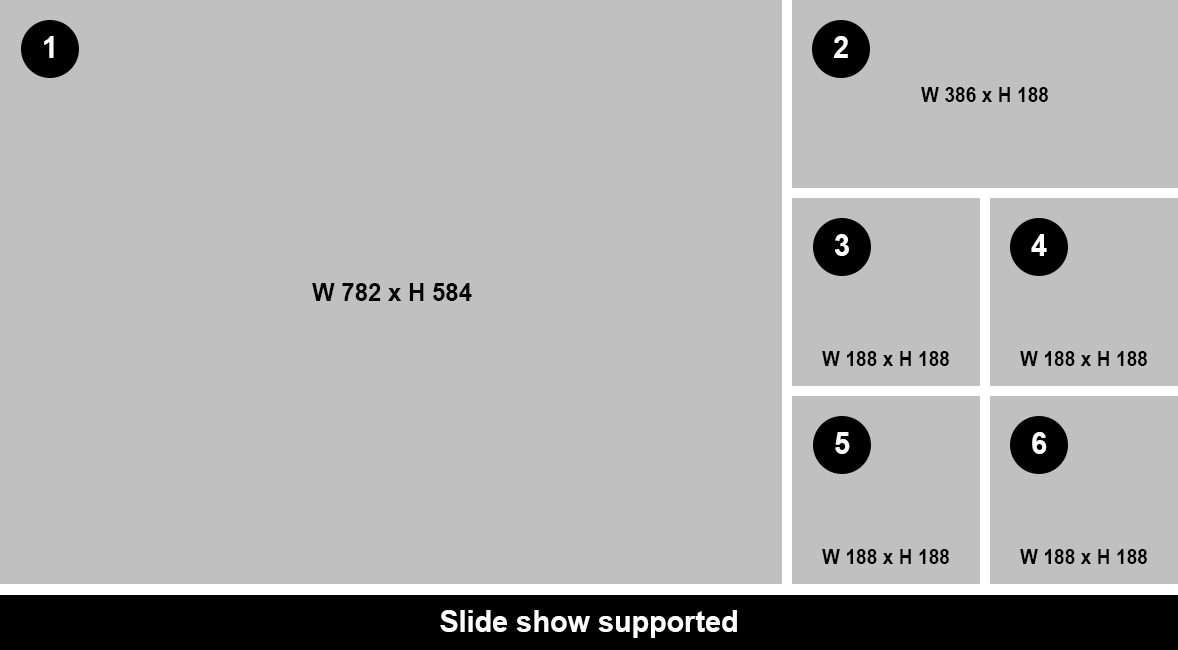 1
W 782 x H 584
2
W 386 x H 188
3
W 188 x H 188
4
W 188 x H 188
5
W 188 x H 188
6
W 188 x H 188
Slide show supported